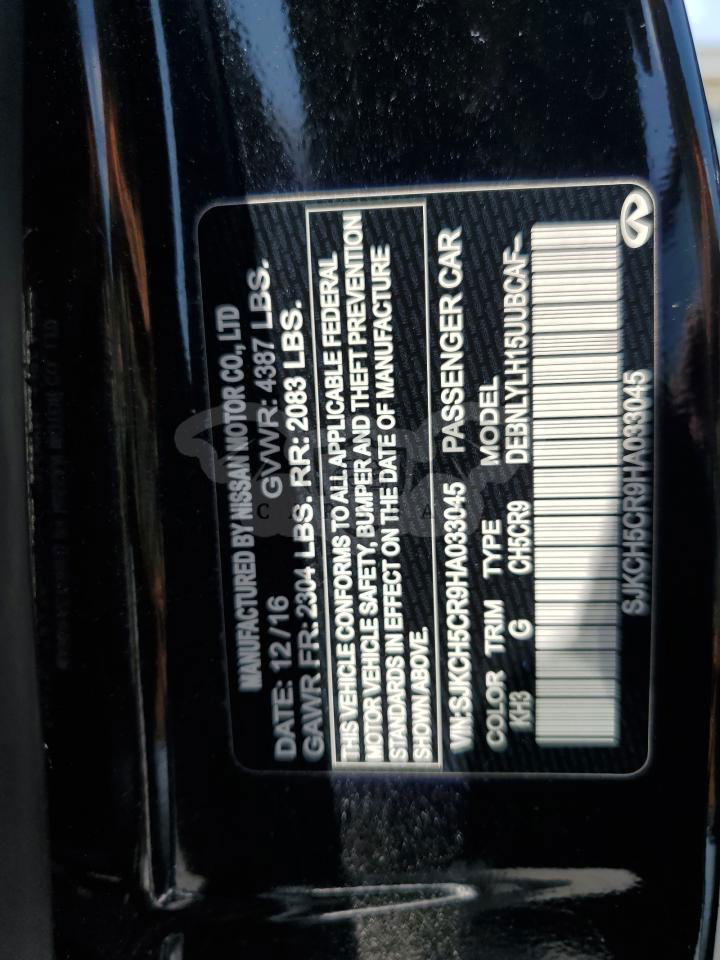 MANUFACTURED BY NISSAN MOTOR CO., LTD
DATE: 12/16 GVWR: 4387 LBS.
GAWR FR: 2304 LBS. RR: 2083 LBS.
THIS VEHICLE CONFORMS TO ALL APPLICABLE FEDERAL
MOTOR VEHICLE SAFETY, BUMPER AND THEFT PREVENTION
STANDARDS IN EFFECT ON THE DATE OF MANUFACTURE
SHOWN ABOVE.
VIN:SJKCH5CR9HA033045 PASSENGER CAR
COLOR TRIM TYPE MODEL
KH3 G CH5CR9 DEBNLYLH15UUBCAF--
SJKCH5CR9HA033045